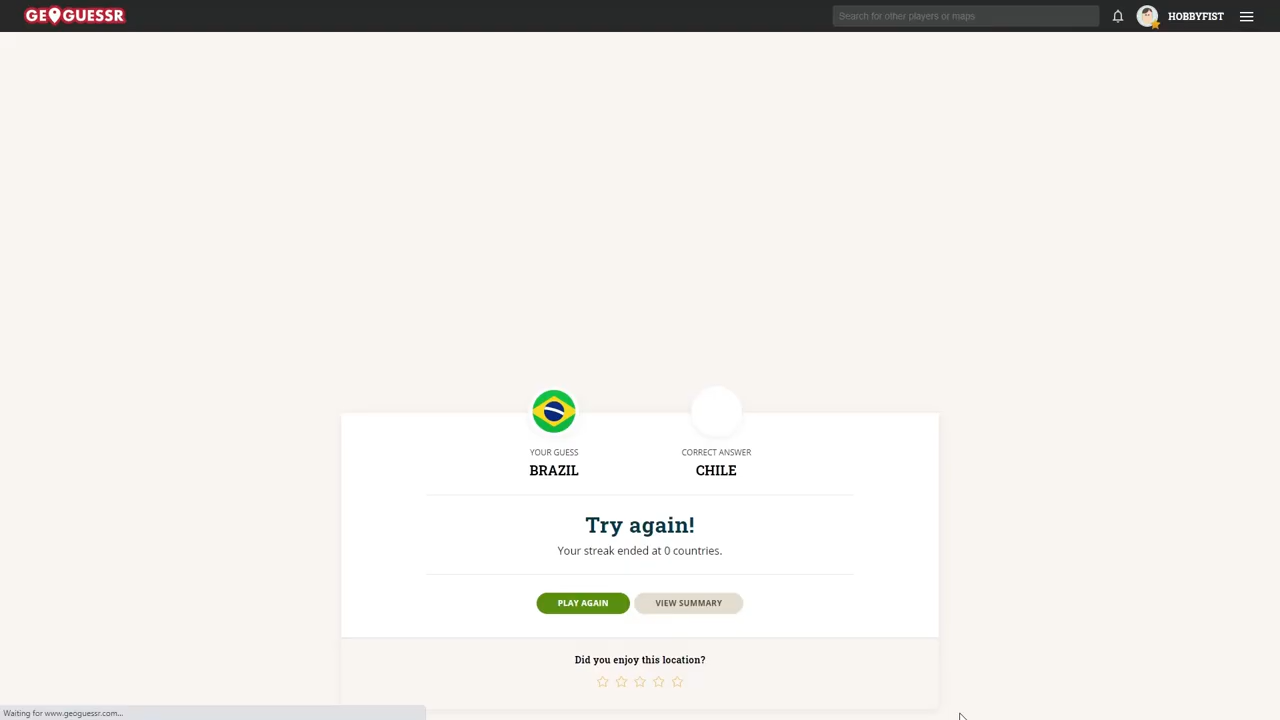 GEOGUESSR
Search for other players or maps
HOBBYFIST
YOUR GUESS
BRAZIL
CORRECT ANSWER
CHILE
Try again!
Your streak ended at 0 countries.
PLAY AGAIN
VIEW SUMMARY
Did you enjoy this location?
Waiting for www.geoguessr.com...